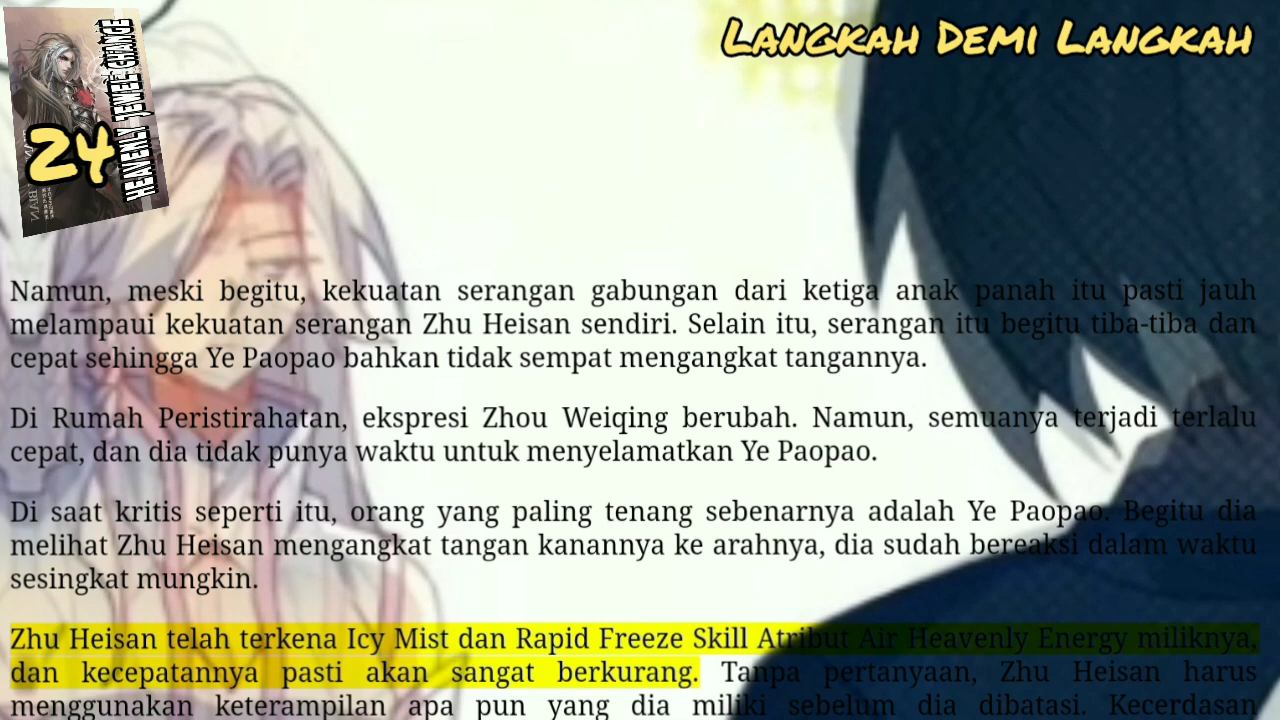 Langkah Demi Langkah
HEAVENLY JEWEL CHANGE
24
Namun, meski begitu, kekuatan serangan gabungan dari ketiga anak panah itu pasti jauh
melampaui kekuatan serangan Zhu Heisan sendiri. Selain itu, serangan itu begitu tiba-tiba dan
cepat sehingga Ye Paopao bahkan tidak sempat mengangkat tangannya.
Di Rumah Peristirahatan, ekspresi Zhou Weiqing berubah. Namun, semuanya terjadi terlalu
cepat, dan dia tidak punya waktu untuk menyelamatkan Ye Paopao.
Di saat kritis seperti itu, orang yang paling tenang sebenarnya adalah Ye Paopao. Begitu dia
melihat Zhu Heisan mengangkat tangan kanannya ke arahnya, dia sudah bereaksi dalam waktu
sesingkat mungkin.
Zhu Heisan telah terkena Icy Mist dan Rapid Freeze Skill Atribut Air Heavenly Energy miliknya,
dan kecepatannya pasti akan sangat berkurang. Tanpa pertanyaan, Zhu Heisan harus
menggunakan keterampilan apa pun yang dia miliki sebelum dia dibatasi. Kecerdasan